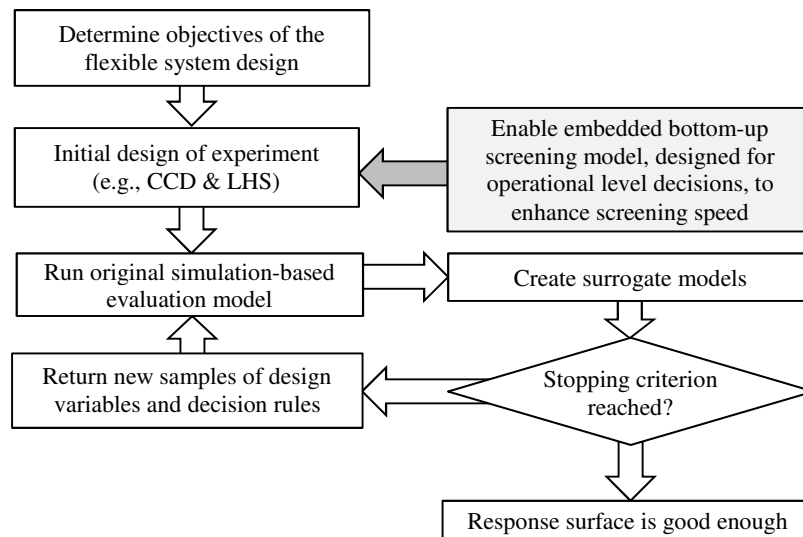 Determine objectives of the
flexible system design
Initial design of experiment
(e.g., CCD & LHS)
Enable embedded bottom-up
screening model, designed for
operational level decisions, to
enhance screening speed
Run original simulation-based
evaluation model
Create surrogate models
Return new samples of design
variables and decision rules
Stopping criterion
reached?
Response surface is good enough